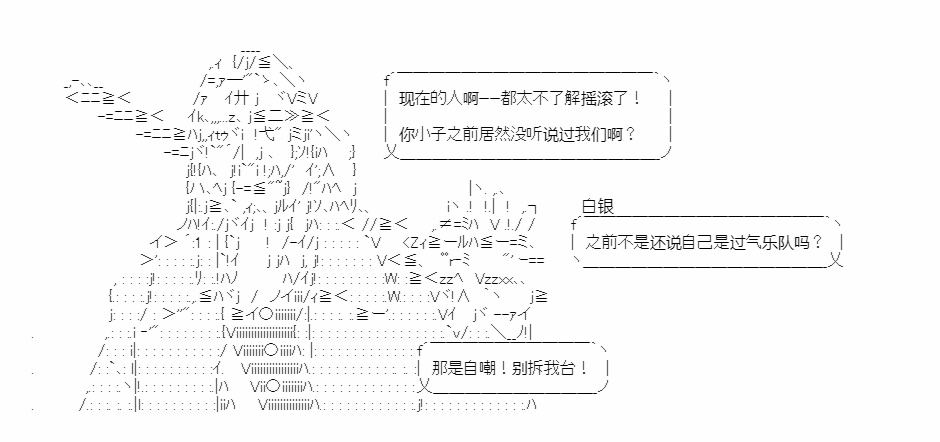 现在的人啊——都太不了解摇滚了！
你小子之前居然没听说过我们啊？
白银
之前不是还说自己是过气乐队吗？
那是自嘲！别拆我台！